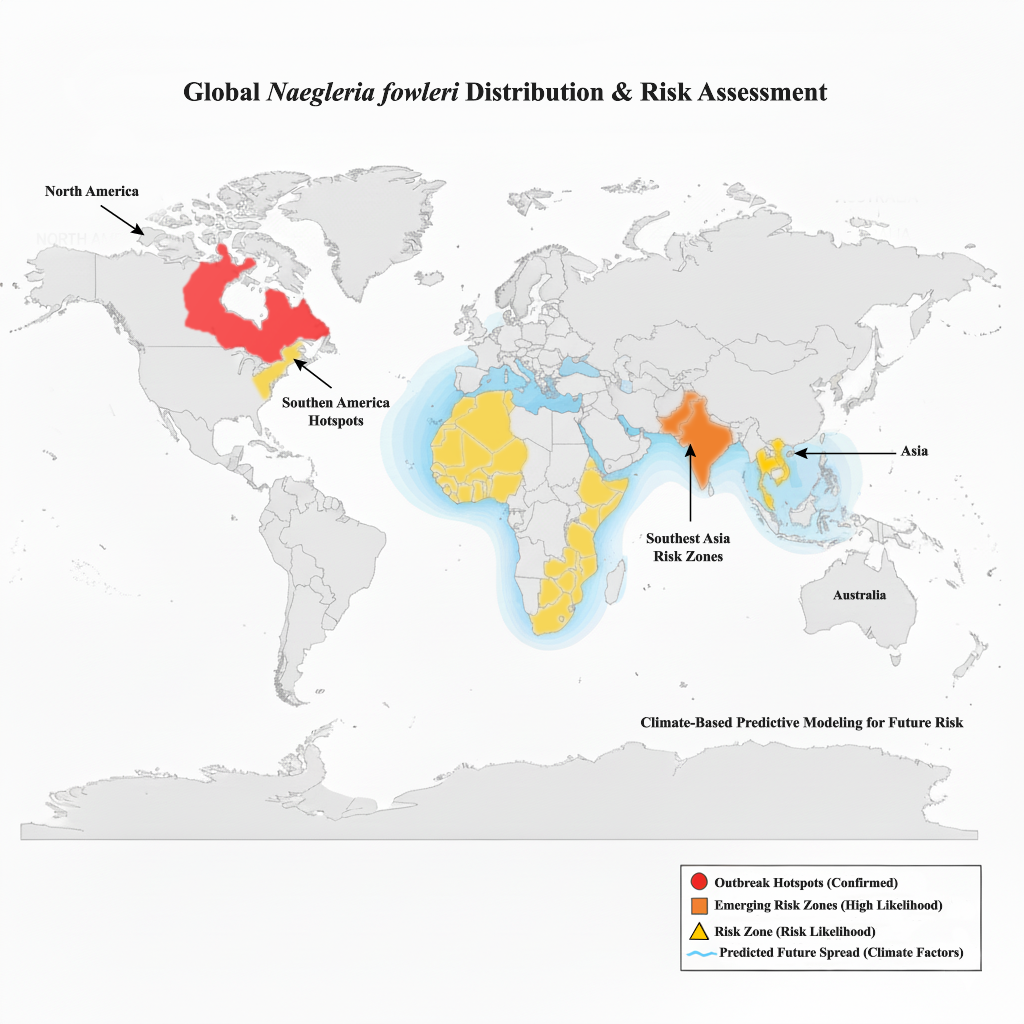 Global Naegleria fowleri Distribution & Risk Assessment
North America
Southen America
Hotspots
Asia
Southest Asia
Risk Zones
Australia
Climate-Based Predictive Modeling for Future Risk
Outbreak Hotspots (Confirmed)
Emerging Risk Zones (High Likelihood)
Risk Zone (Risk Likelihood)
Predicted Future Spread (Climate Factors)